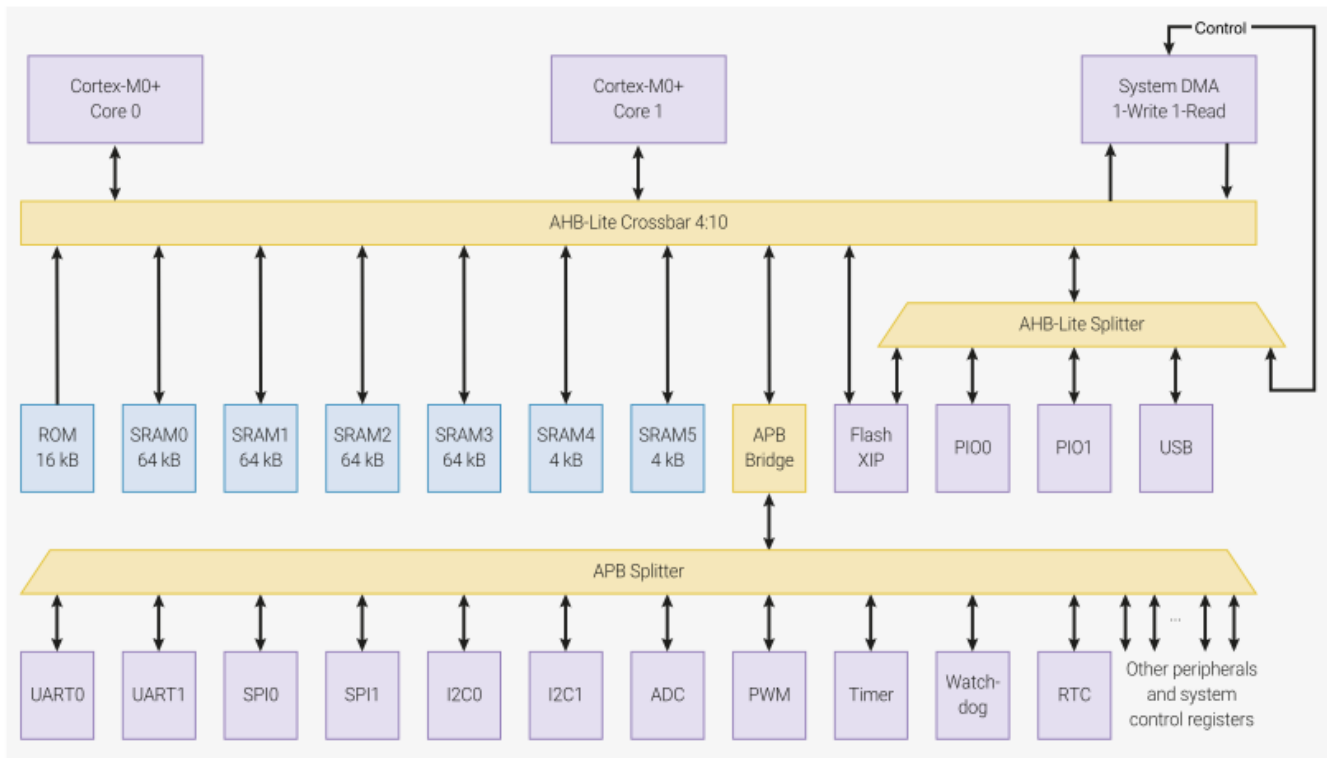 Control
Cortex-M0+
Core 0
Cortex-M0+
Core 1
System DMA
1-Write 1-Read
AHB-Lite Crossbar 4:10
AHB-Lite Splitter
ROM
16 kB
SRAM0
64 kB
SRAM1
64 kB
SRAM2
64 kB
SRAM3
64 kB
SRAM4
4 kB
SRAM5
4 kB
APB
Bridge
Flash
XIP
PIO0
PIO1
USB
APB Splitter
...
UART0
UART1
SPI0
SPI1
I2C0
I2C1
ADC
PWM
Timer
Watch-
dog
RTC
Other peripherals
and system
control registers